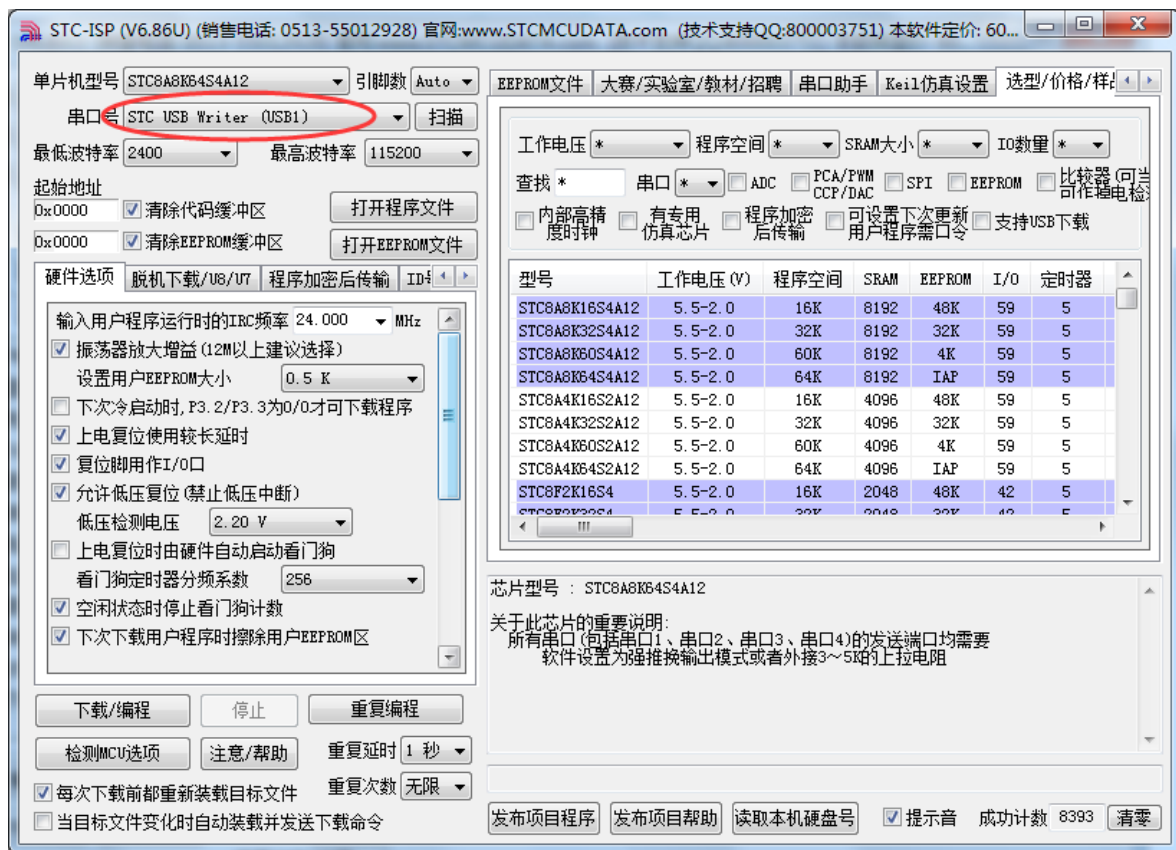 STC-ISP (V6.86U) (销售电话: 0513-55012928) 官网:www.STCMCUDATA.com (技术支持QQ:800003751) 本软件定价: 60...
单片机型号 STC8A8K64S4A12 引脚数 Auto
串口号 STC USB Writer (USB1) 扫描
最低波特率 2400 最高波特率 115200
起始地址
0x0000 清除代码缓冲区 打开程序文件
0x0000 清除EEPROM缓冲区 打开EEPROM文件
硬件选项 脱机下载/U8/U7 程序加密后传输
输入用户程序运行时的IRC频率 24.000 MHz
振荡器放大增益(12M以上建议选择)
设置用户EEPROM大小 0.5 K
下次冷启动时,P3.2/P3.3为0/0才可下载程序
上电复位使用较长延时
复位脚用作I/O口
允许低压复位(禁止低压中断)
低压检测电压 2.20 V
上电复位时由硬件自动启动看门狗
看门狗定时器分频系数 256
空闲状态时停止看门狗计数
下次下载用户程序时擦除用户EEPROM区
下载/编程 停止 重复编程
检测MCU选项 注意/帮助 重复延时 1 秒
每次下载前都重新装载目标文件 重复次数 无限
当目标文件变化时自动装载并发送下载命令
EEPROM文件 大赛/实验室/教材/招聘 串口助手 Keil仿真设置 选型/价格/样
工作电压 * 程序空间 * SRAM大小 * IO数量 *
查找 * 串口 * ADC PCA/PWM CCP/DAC SPI EEPROM 比较器(可当 可作掉电检
内部高精度时钟 有专用仿真芯片 程序加密后传输 可设置下次更新用户程序需口令 支持USB下载
型号 工作电压(V) 程序空间 SRAM EEPROM I/O 定时器
STC8A8K16S4A12 5.5-2.0 16K 8192 48K 59 5
STC8A8K32S4A12 5.5-2.0 32K 8192 32K 59 5
STC8A8K60S4A12 5.5-2.0 60K 8192 4K 59 5
STC8A8K64S4A12 5.5-2.0 64K 8192 IAP 59 5
STC8A4K16S2A12 5.5-2.0 16K 4096 48K 59 5
STC8A4K32S2A12 5.5-2.0 32K 4096 32K 59 5
STC8A4K60S2A12 5.5-2.0 60K 4096 4K 59 5
STC8A4K64S2A12 5.5-2.0 64K 4096 IAP 59 5
STC8F2K16S4 5.5-2.0 16K 2048 48K 42 5
STC8F2K32S4 5.5-2.0 32K 2048 32K 42 5
芯片型号 : STC8A8K64S4A12
关于此芯片的重要说明:
所有串口(包括串口1、串口2、串口3、串口4)的发送端口均需要
软件设置为强推挽输出模式或者外接3~5K的上拉电阻
发布项目程序 发布项目帮助 读取本机硬盘号 提示音 成功计数 8393 清零